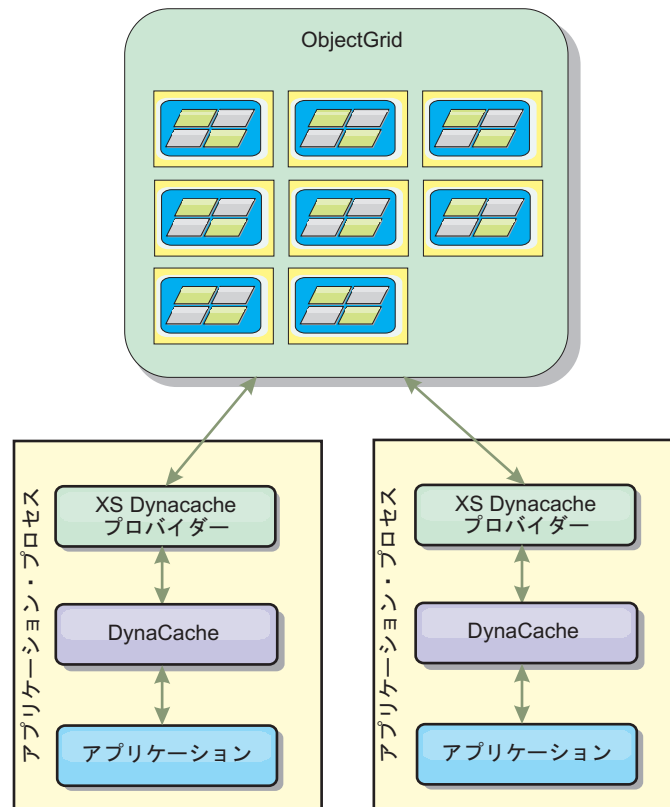 ObjectGrid
アプリケーション・プロセス
XS Dynacache
プロバイダー
DynaCache
アプリケーション
アプリケーション・プロセス
XS Dynacache
プロバイダー
DynaCache
アプリケーション